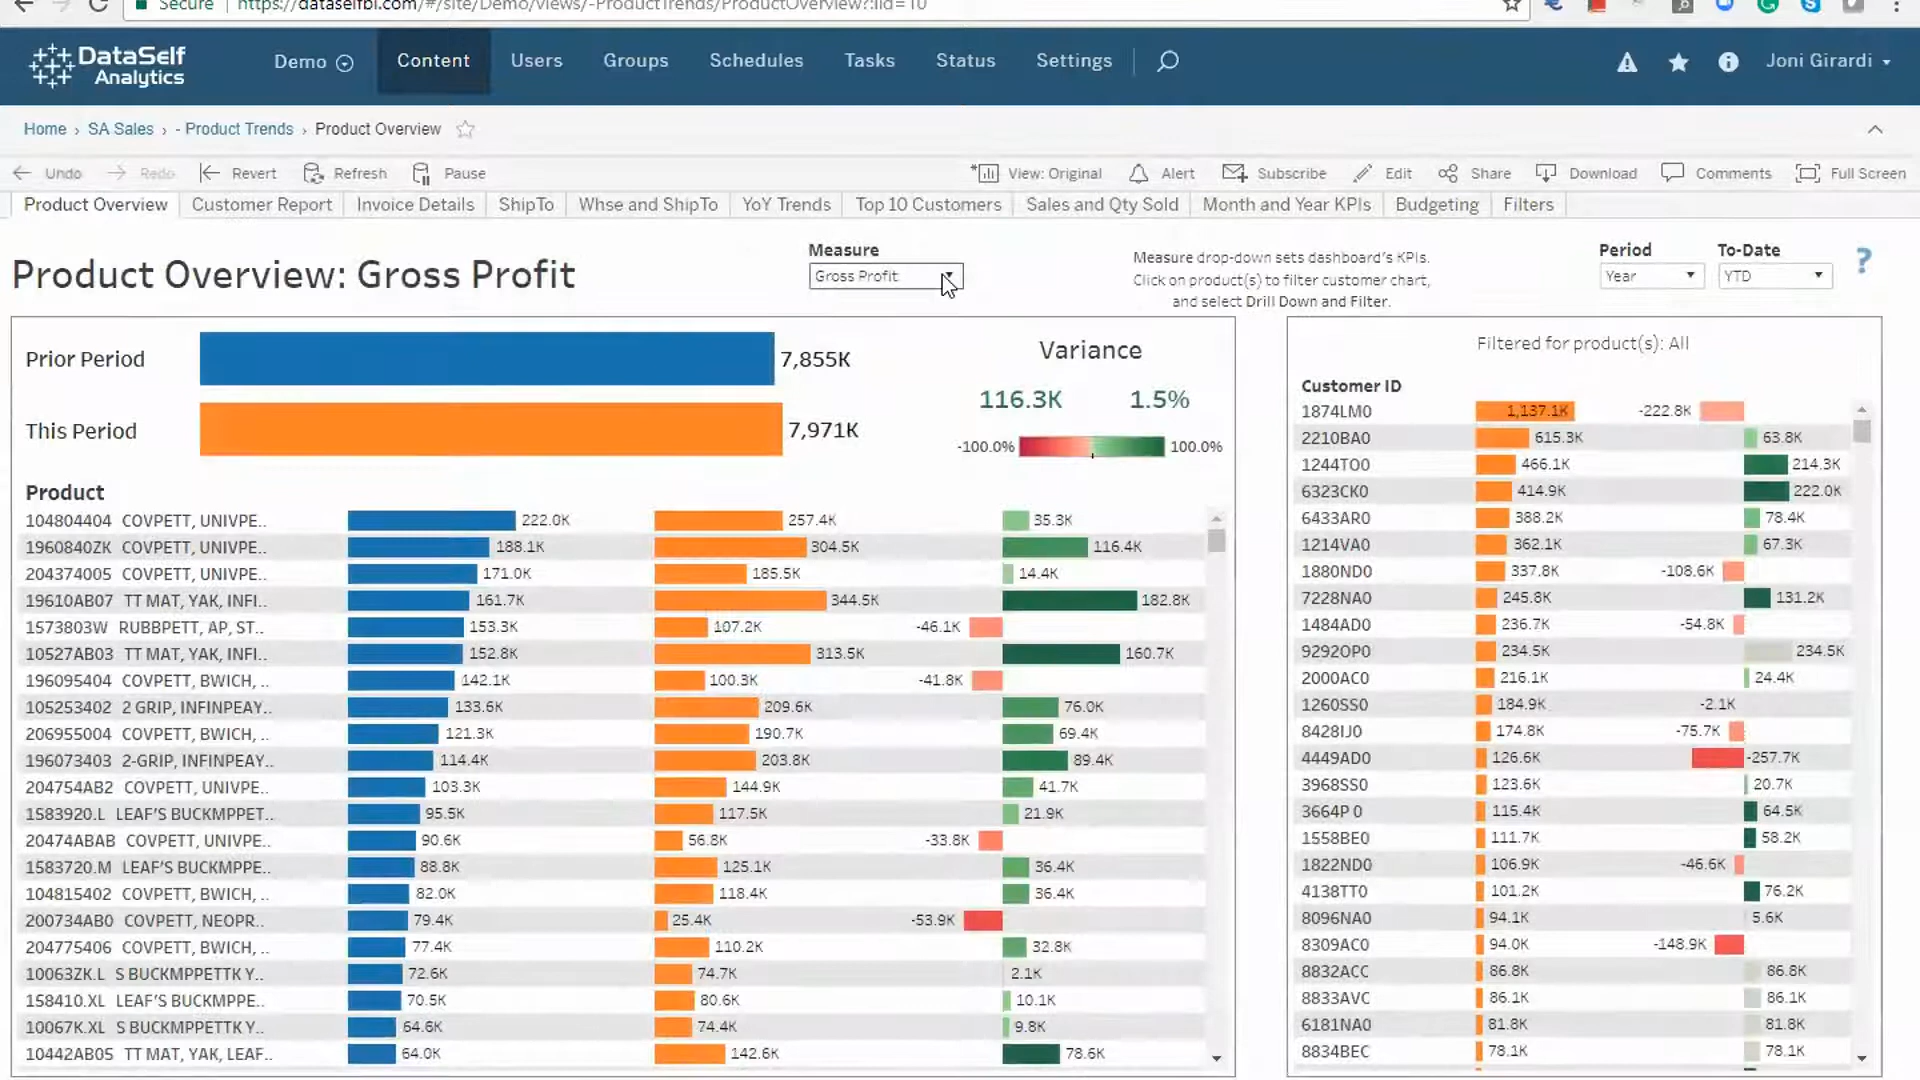 Secure https://dataselfbi.com/#/site/Demo/views/-ProductTrends/ProductOverview?:iid=10
DataSelf Analytics
Demo Content Users Groups Schedules Tasks Status Settings Joni Girardi
Home › SA Sales › - Product Trends › Product Overview
Undo Redo Revert Refresh Pause View: Original Alert Subscribe Edit Share Download Comments Full Screen
Product Overview Customer Report Invoice Details ShipTo Whse and ShipTo YoY Trends Top 10 Customers Sales and Qty Sold Month and Year KPIs Budgeting Filters
Product Overview: Gross Profit
Measure
Gross Profit
Measure drop-down sets dashboard's KPIs.
Click on product(s) to filter customer chart,
and select Drill Down and Filter.
Period
Year
To-Date
YTD
?
Prior Period 7,855K
This Period 7,971K
Variance
116.3K 1.5%
-100.0% 100.0%
Product
104804404 COVPETT, UNIVPE.. 222.0K 257.4K 35.3K
1960840ZK COVPETT, UNIVPE.. 188.1K 304.5K 116.4K
204374005 COVPETT, UNIVPE.. 171.0K 185.5K 14.4K
19610AB07 TT MAT, YAK, INFI.. 161.7K 344.5K 182.8K
1573803W RUBBPETT, AP, ST.. 153.3K 107.2K -46.1K
10527AB03 TT MAT, YAK, INFI.. 152.8K 313.5K 160.7K
196095404 COVPETT, BWICH, .. 142.1K 100.3K -41.8K
105253402 2 GRIP, INFINPEAY.. 133.6K 209.6K 76.0K
206955004 COVPETT, BWICH, .. 121.3K 190.7K 69.4K
196073403 2-GRIP, INFINPEAY.. 114.4K 203.8K 89.4K
204754AB2 COVPETT, UNIVPE.. 103.3K 144.9K 41.7K
1583920.L LEAF'S BUCKMPPET.. 95.5K 117.5K 21.9K
20474ABAB COVPETT, UNIVPE.. 90.6K 56.8K -33.8K
1583720.M LEAF'S BUCKMPPE.. 88.8K 125.1K 36.4K
104815402 COVPETT, BWICH, .. 82.0K 118.4K 36.4K
200734AB0 COVPETT, NEOPR.. 79.4K 25.4K -53.9K
204775406 COVPETT, BWICH, .. 77.4K 110.2K 32.8K
10063ZK.L S BUCKMPPETTK Y.. 72.6K 74.7K 2.1K
158410.XL LEAF'S BUCKMPPE.. 70.5K 80.6K 10.1K
10067K.XL S BUCKMPPETTK Y.. 64.6K 74.4K 9.8K
10442AB05 TT MAT, YAK, LEAF.. 64.0K 142.6K 78.6K
Filtered for product(s): All
Customer ID
1874LM0 1,137.1K -222.8K
2210BA0 615.3K 63.8K
1244TO0 466.1K 214.3K
6323CK0 414.9K 222.0K
6433AR0 388.2K 78.4K
1214VA0 362.1K 67.3K
1880ND0 337.8K -108.6K
7228NA0 245.8K 131.2K
1484AD0 236.7K -54.8K
9292OP0 234.5K 234.5K
2000AC0 216.1K 24.4K
1260SS0 184.9K -2.1K
8428IJ0 174.8K -75.7K
4449AD0 126.6K -257.7K
3968SS0 123.6K 20.7K
3664P 0 115.4K 64.5K
1558BE0 111.7K 58.2K
1822ND0 106.9K -46.6K
4138TT0 101.2K 76.2K
8096NA0 94.1K 5.6K
8309AC0 94.0K -148.9K
8832ACC 86.8K 86.8K
8833AVC 86.1K 86.1K
6181NA0 81.8K 81.8K
8834BEC 78.1K 78.1K